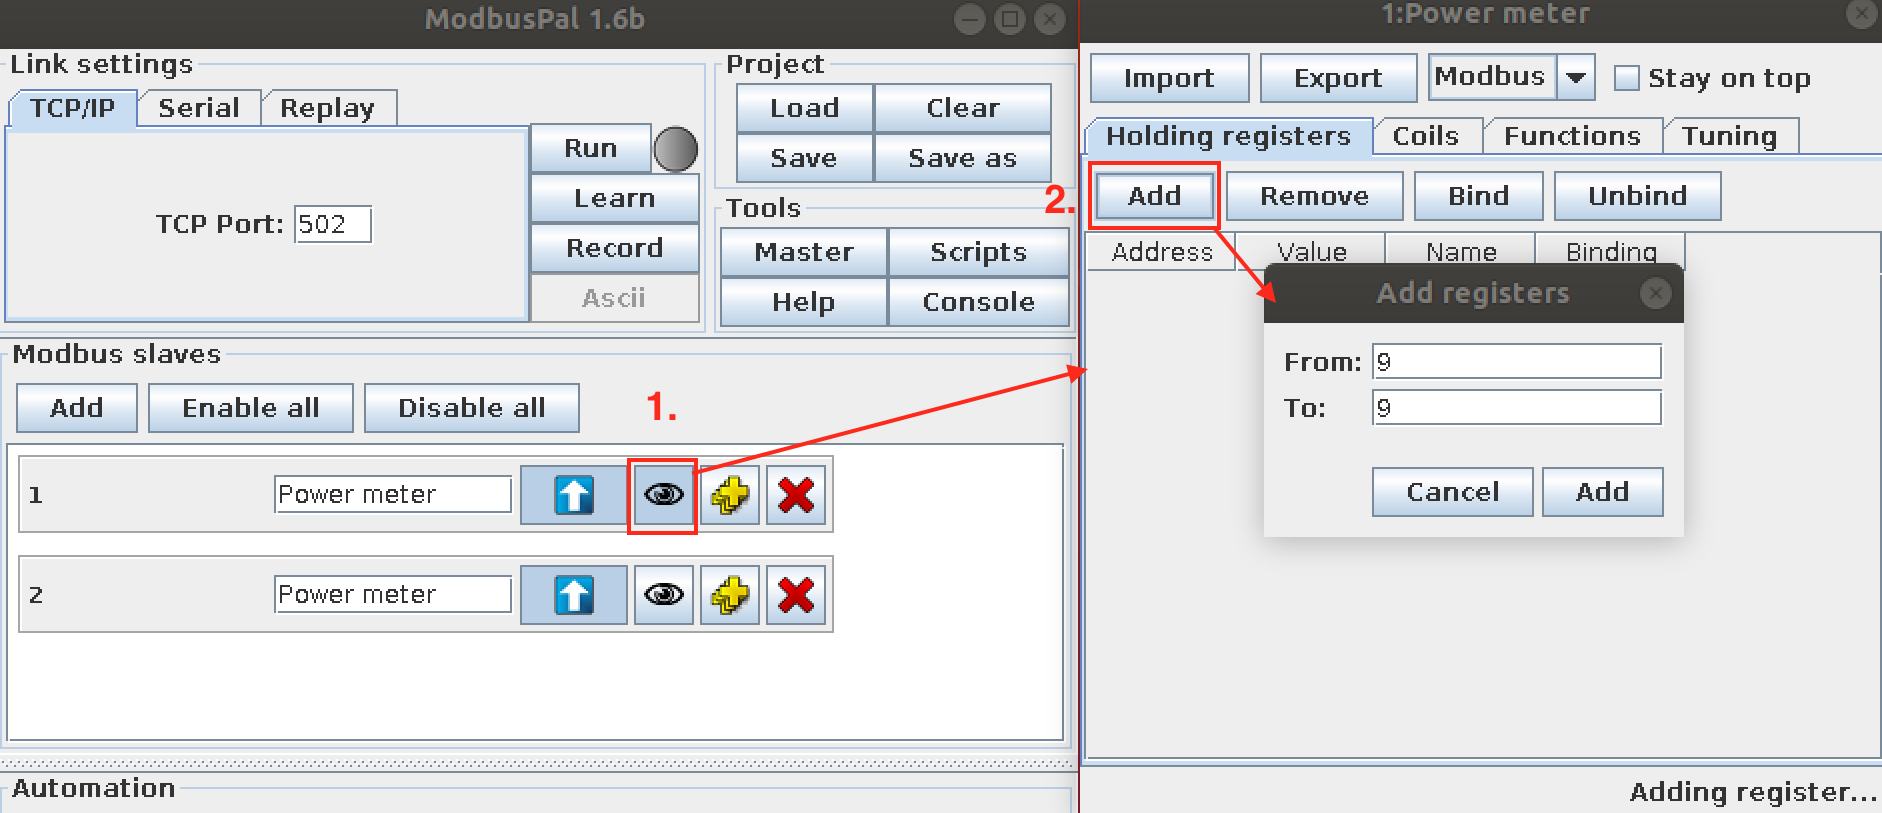 ModbusPal 1.6b
Link settings
TCP/IP Serial Replay
TCP Port: 502
Run
Learn
Record
Ascii
Project
Load Clear
Save Save as
Tools
Master Scripts
Help Console
Modbus slaves
Add Enable all Disable all
1.
1 Power meter
2 Power meter
Automation
1:Power meter
Import Export Modbus Stay on top
Holding registers Coils Functions Tuning
2.
Add Remove Bind Unbind
Address Value Name Binding
Add registers
From: 9
To: 9
Cancel Add
Adding register...